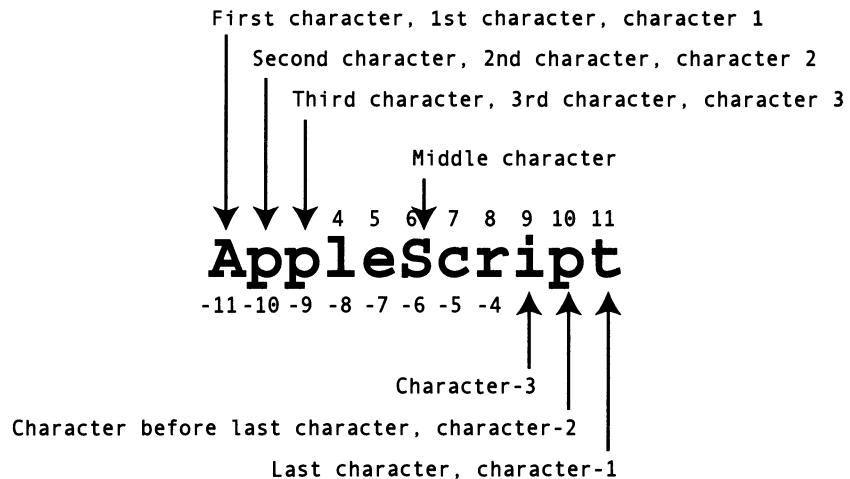 First character, 1st character, character 1
Second character, 2nd character, character 2
Third character, 3rd character, character 3
Middle character
4 5 6 7 8 9 10 11
AppleScript
-11 -10 -9 -8 -7 -6 -5 -4
Character-3
Character before last character, character-2
Last character, character-1